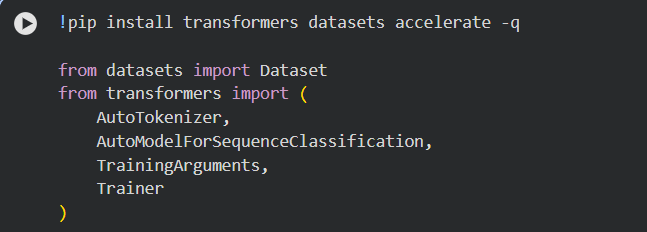 !pip install transformers datasets accelerate -q
from datasets import Dataset
from transformers import (
    AutoTokenizer,
    AutoModelForSequenceClassification,
    TrainingArguments,
    Trainer
)